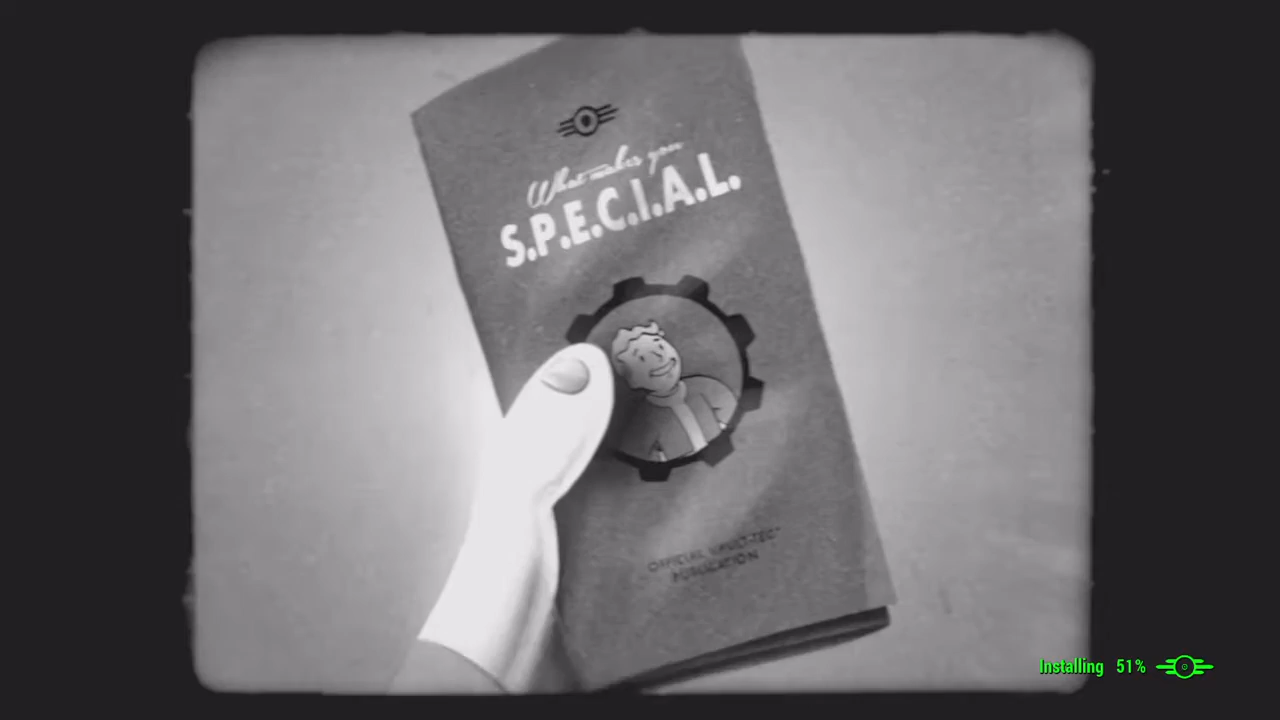 What makes you
S.P.E.C.I.A.L.
OFFICIAL VAULT-TEC
PUBLICATION
Installing 51%